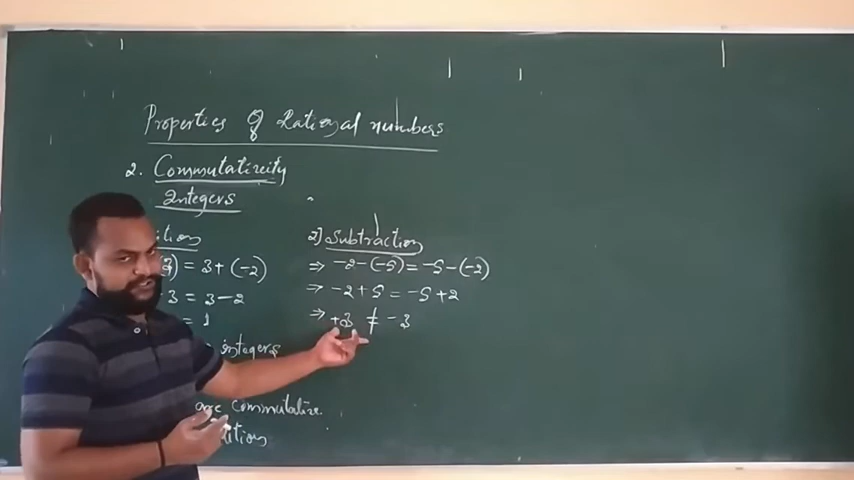 Properties of Rational numbers
2. Commutativity
Integers
ition
3) = 3+(-2)
3 = 3-2
= 1
integers
are commutative.
ition
2] Subtraction
⇒ -2-(-5) = -5-(-2)
⇒ -2+5 = -5+2
⇒ +3 ≠ -3